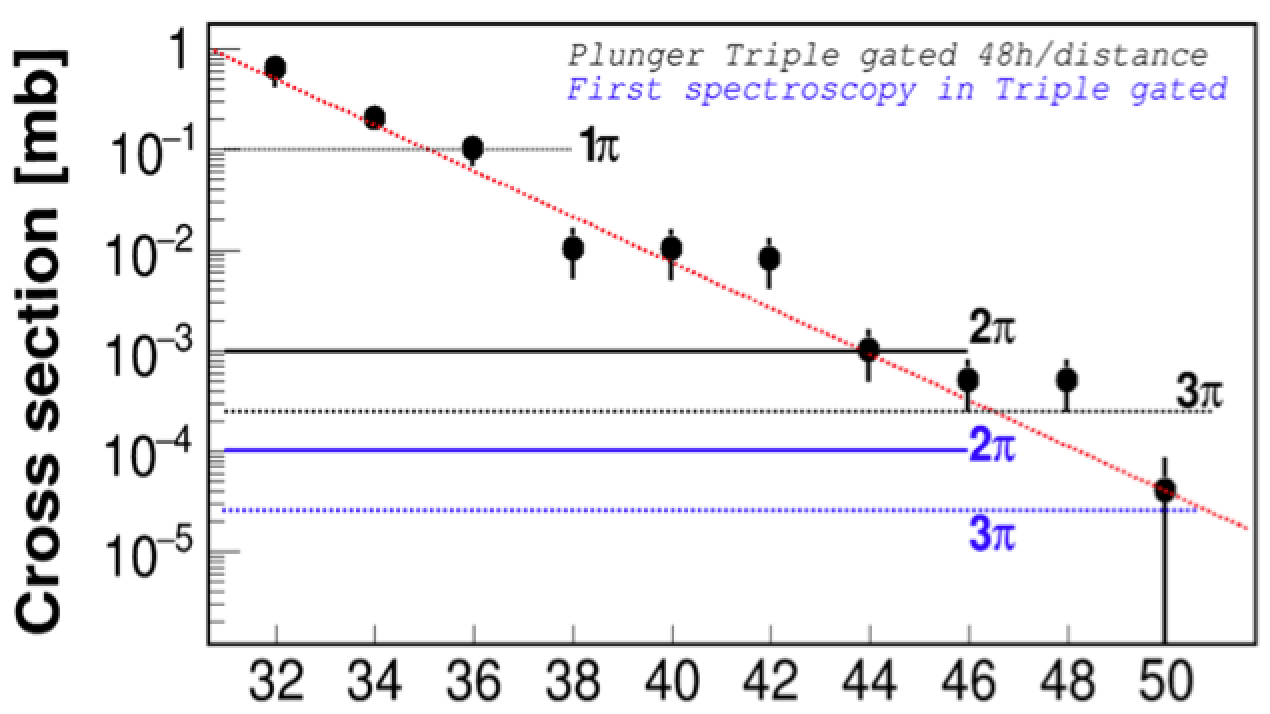 Cross section [mb]
Plunger Triple gated 48h/distance
First spectroscopy in Triple gated
1
10⁻¹
10⁻²
10⁻³
10⁻⁴
10⁻⁵
1π
2π
3π
2π
3π
32 34 36 38 40 42 44 46 48 50